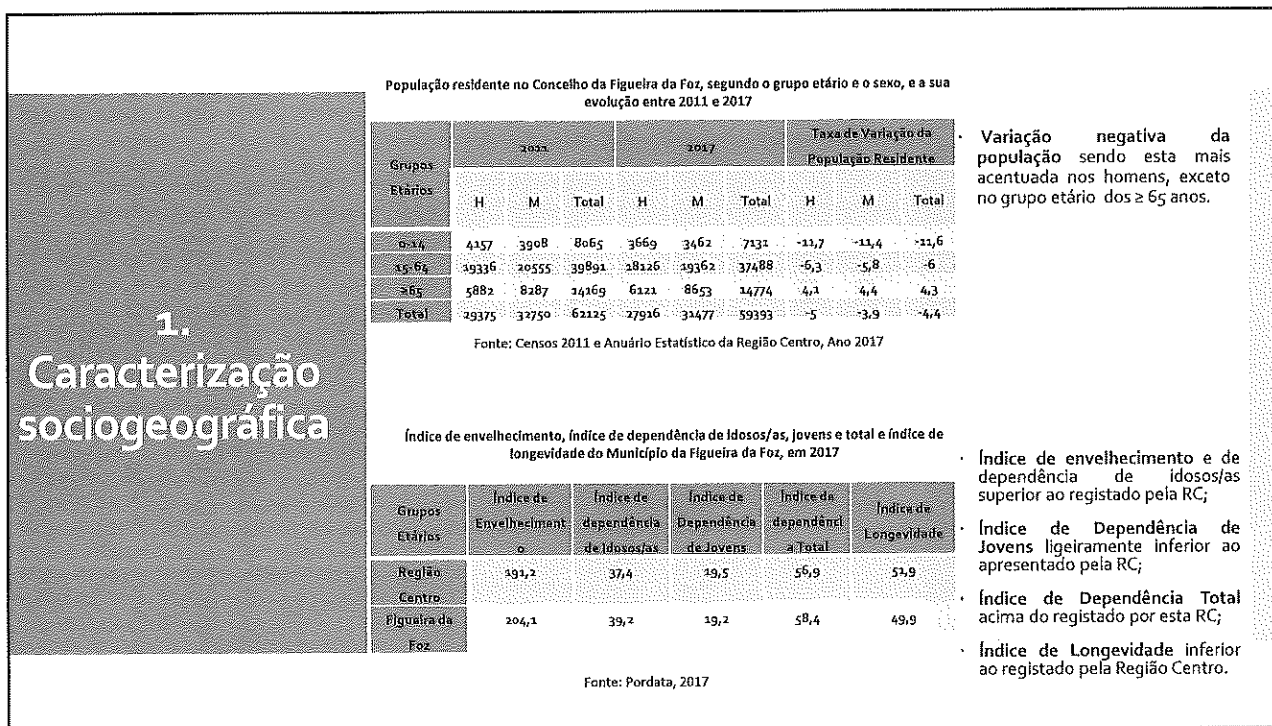 1.
Caracterização
sociogeográfica
População residente no Concelho da Figueira da Foz, segundo o grupo etário e o sexo, e a sua
evolução entre 2011 e 2017
Grupos Etários 2011 2017 Taxa de Variação da População Residente
H M Total H M Total H M Total
0-14 4157 3908 8065 3669 3462 7131 -11,7 -11,4 -11,6
15-64 19336 20555 39891 18126 19362 37488 -6,3 -5,8 -6
≥65 5882 8287 14169 6121 8653 14774 4,1 4,4 4,3
Total 29375 32750 62125 27916 31477 59393 -5 -3,9 -4,4
Fonte: Censos 2011 e Anuário Estatístico da Região Centro, Ano 2017
· Variação negativa da
população sendo esta mais
acentuada nos homens, exceto
no grupo etário dos ≥ 65 anos.
Índice de envelhecimento, índice de dependência de idosos/as, jovens e total e índice de
longevidade do Município da Figueira da Foz, em 2017
Grupos Etários Índice de Envelhecimento Índice de dependência de Idosos/as Índice de Dependência de Jovens Índice de dependência Total Índice de Longevidade
Região Centro 191,2 37,4 19,5 56,9 51,9
Figueira da Foz 204,1 39,2 19,2 58,4 49,9
Fonte: Pordata, 2017
· Índice de envelhecimento e de
dependência de idosos/as
superior ao registado pela RC;
· Índice de Dependência de
Jovens ligeiramente inferior ao
apresentado pela RC;
· Índice de Dependência Total
acima do registado por esta RC;
· Índice de Longevidade inferior
ao registado pela Região Centro.